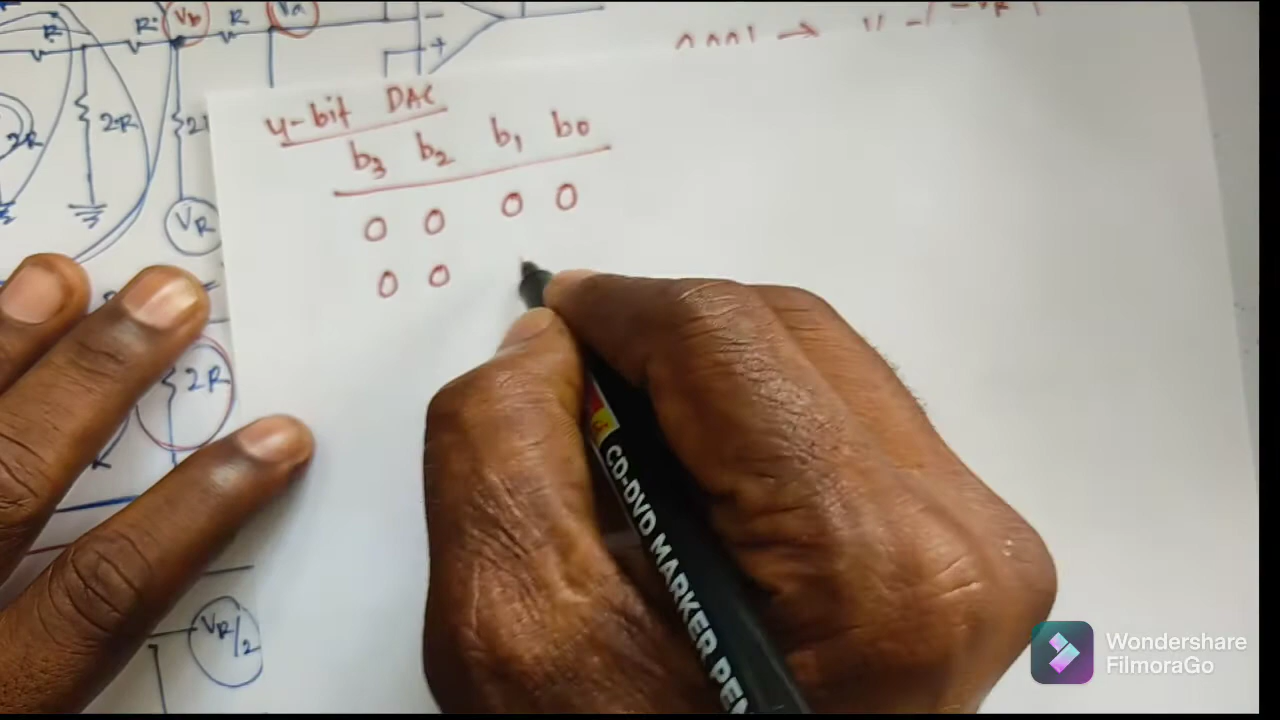 R R Vb R Va
2R 2R 2
VR
4-bit DAC
b3 b2 b1 b0
0 0 0 0
0 0
2R
VR/2
CD-DVD MARKER PEN
Wondershare
FilmoraGo